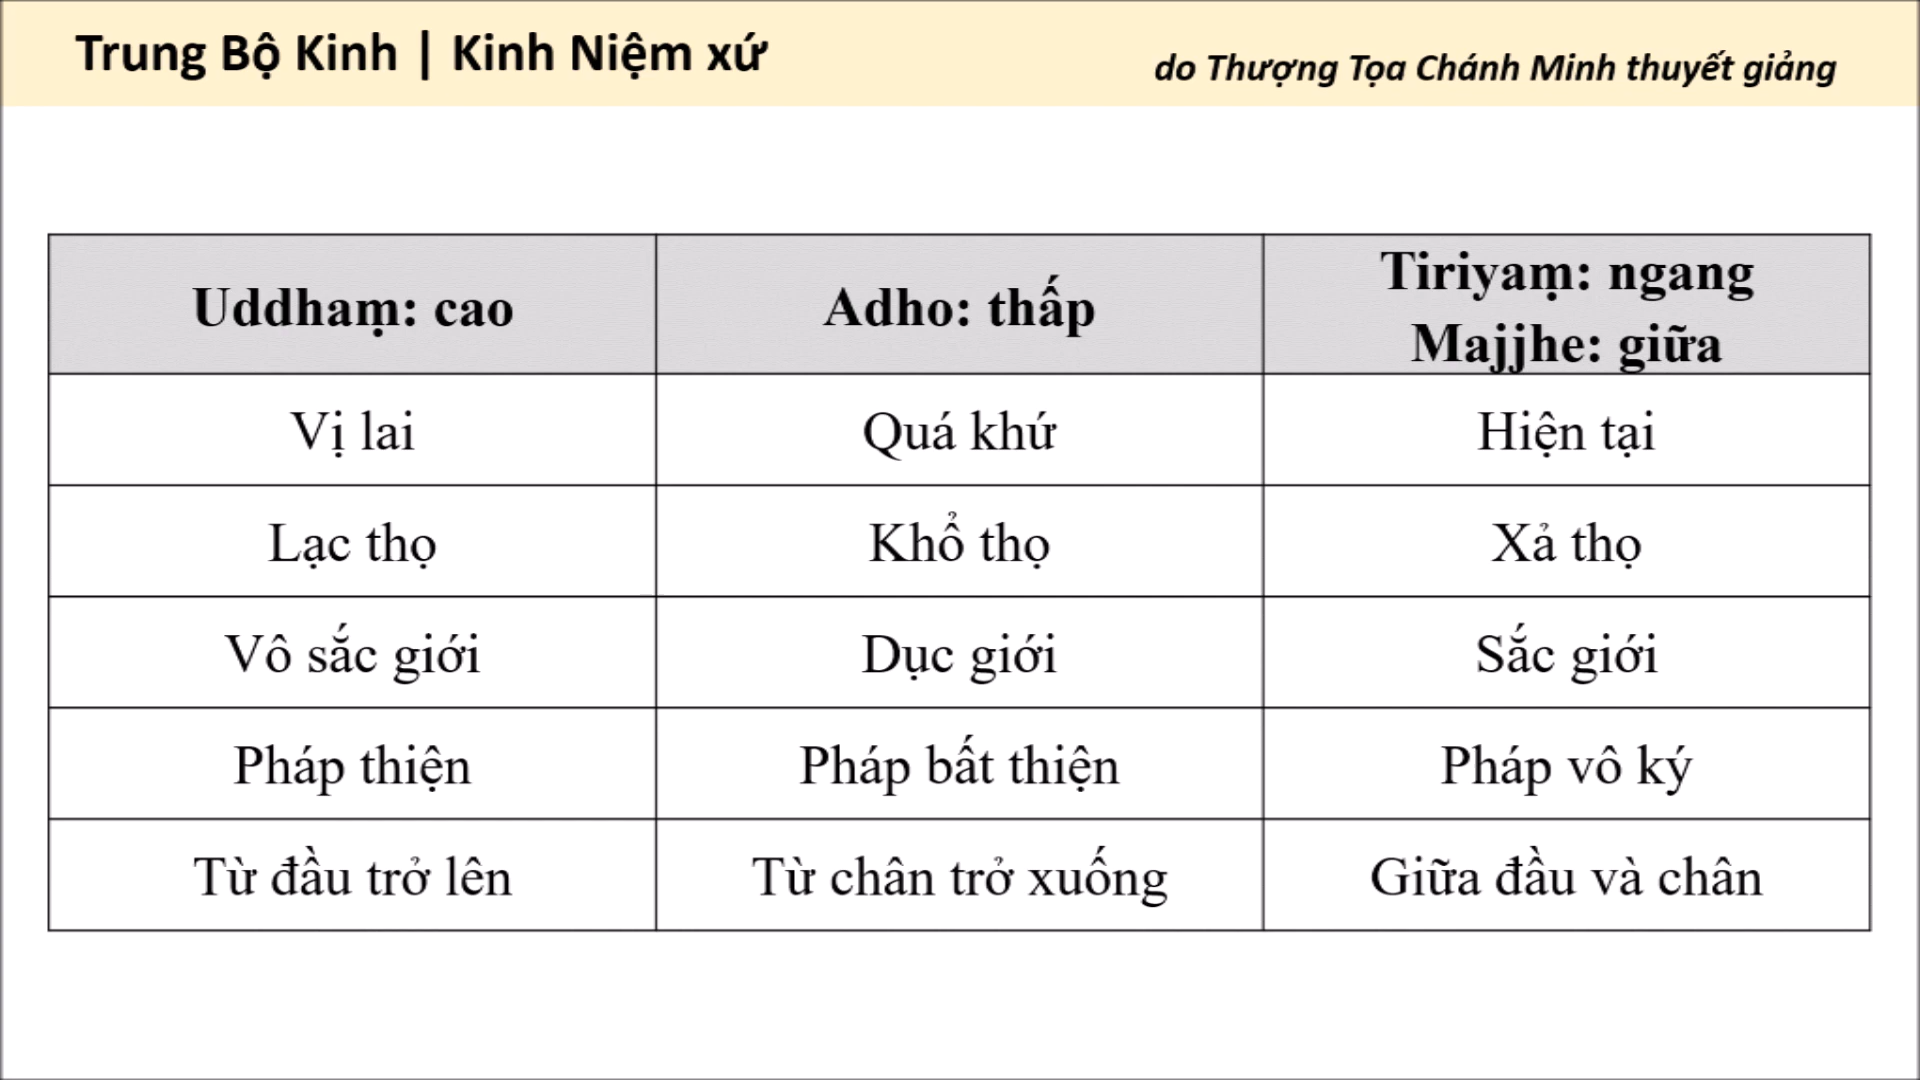 Trung Bộ Kinh | Kinh Niệm xứ
do Thượng Tọa Chánh Minh thuyết giảng
Uddhaṃ: cao
Adho: thấp
Tiriyaṃ: ngang
Majjhe: giữa
Vị lai
Quá khứ
Hiện tại
Lạc thọ
Khổ thọ
Xả thọ
Vô sắc giới
Dục giới
Sắc giới
Pháp thiện
Pháp bất thiện
Pháp vô ký
Từ đầu trở lên
Từ chân trở xuống
Giữa đầu và chân